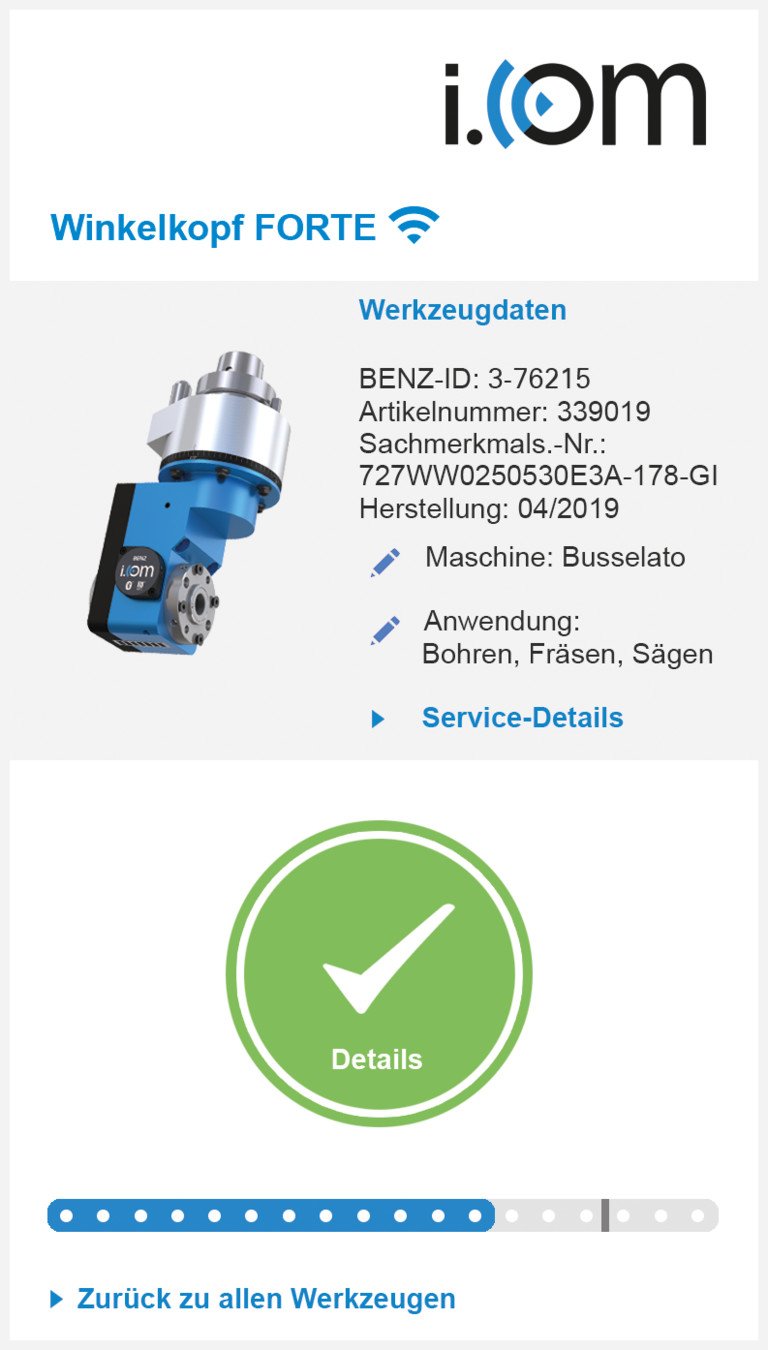 i.com
Winkelkopf FORTE
Werkzeugdaten
BENZ-ID: 3-76215
Artikelnummer: 339019
Sachmerkmals.-Nr.:
727WW0250530E3A-178-GI
Herstellung: 04/2019
Maschine: Busselato
Anwendung:
Bohren, Fräsen, Sägen
Service-Details
BENZ
i.com
Details
Zurück zu allen Werkzeugen